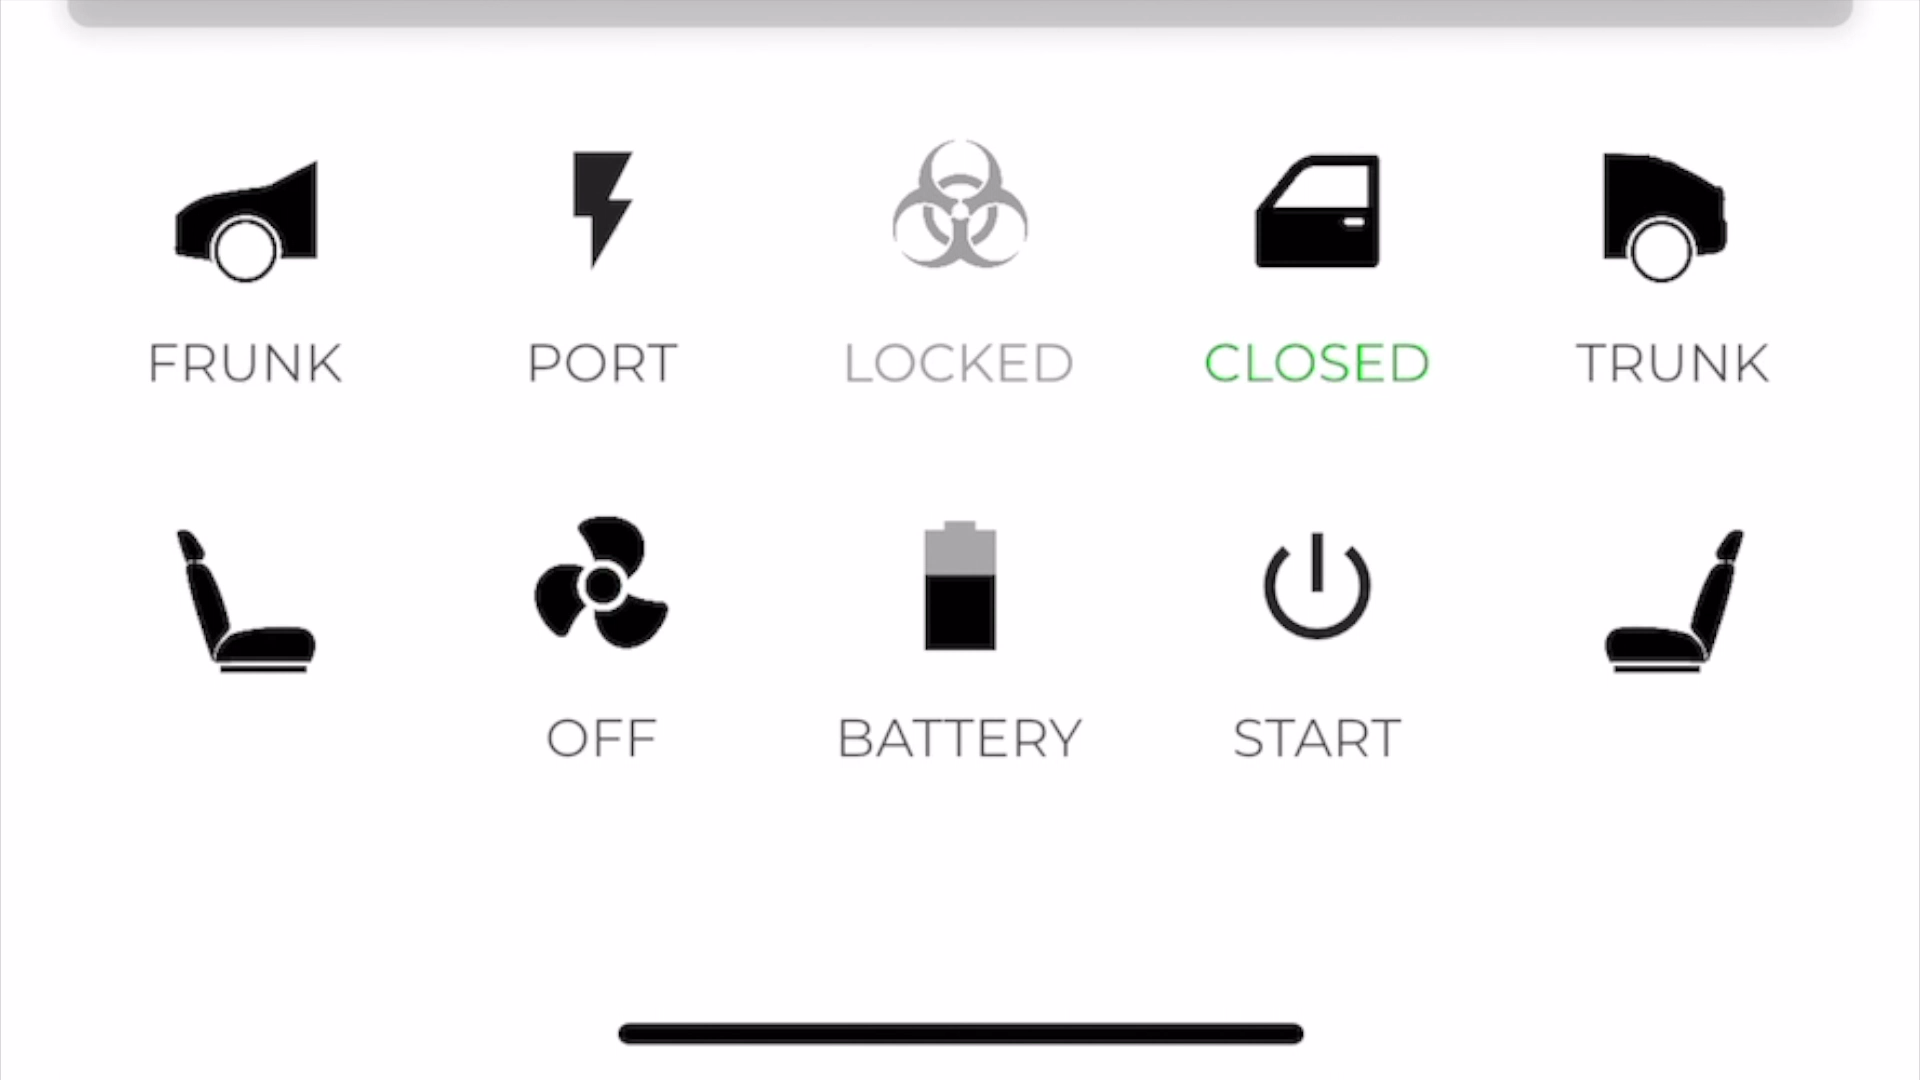 FRUNK
PORT
LOCKED
CLOSED
TRUNK
OFF
BATTERY
START